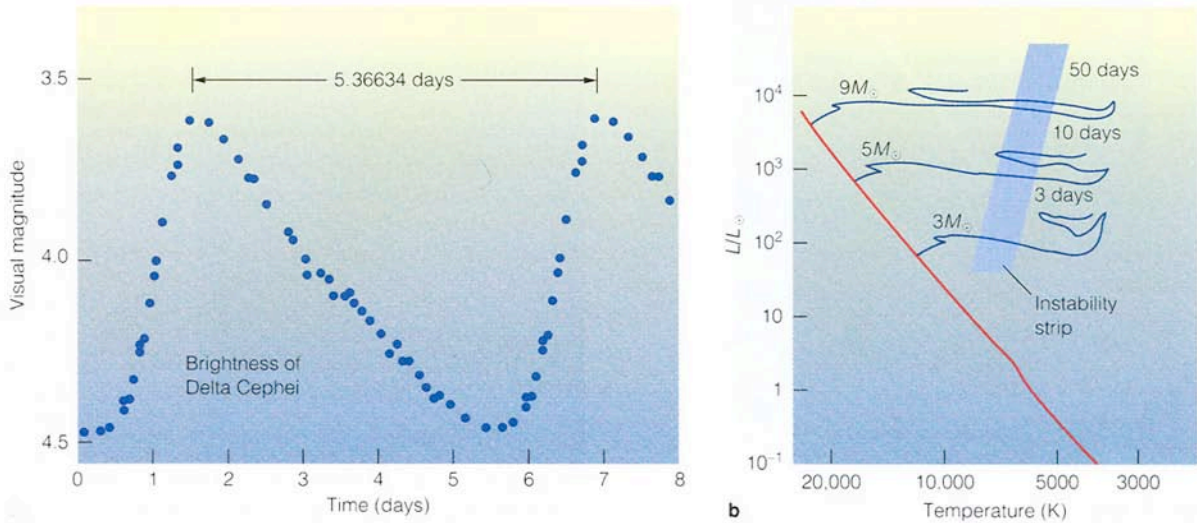 3.5
4.0
4.5
Visual magnitude
5.36634 days
Brightness of
Delta Cephei
0 1 2 3 4 5 6 7 8
Time (days)
10⁴
10³
10²
10
1
10⁻¹
L/L☉
9M☉
5M☉
3M☉
50 days
10 days
3 days
Instability
strip
20,000 10,000 5000 3000
Temperature (K)
b